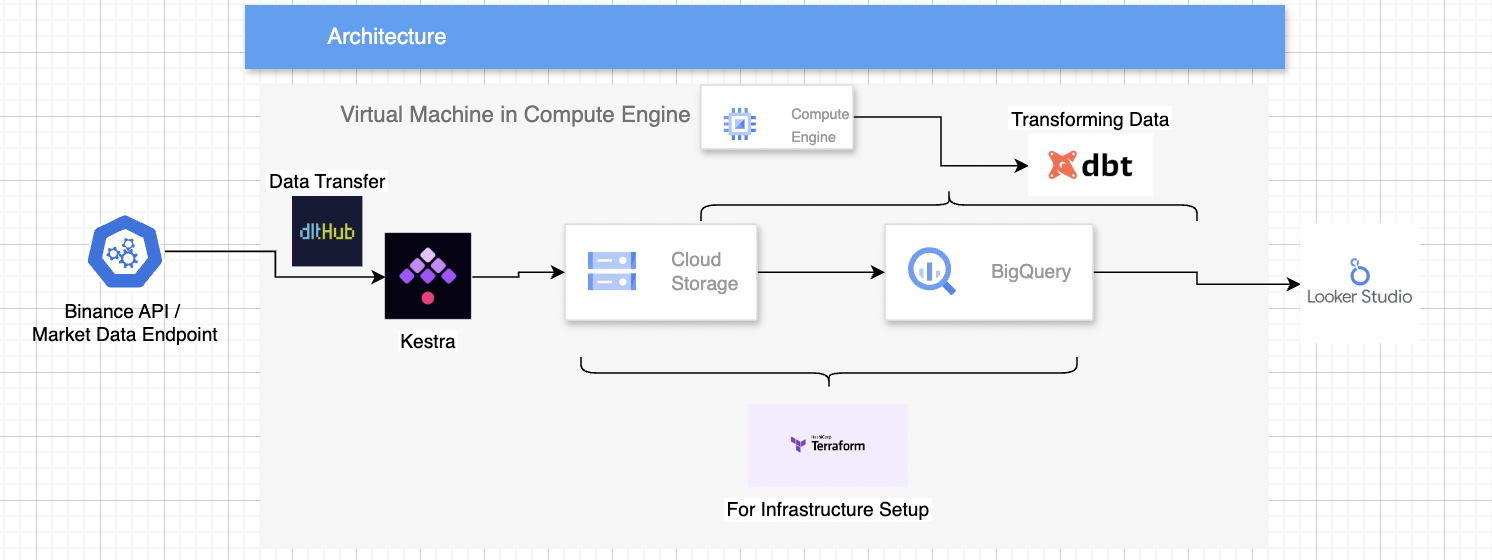 Architecture
Virtual Machine in Compute Engine
Compute
Engine
Transforming Data
dbt
Data Transfer
dltHub
Cloud
Storage
BigQuery
Looker Studio
Binance API /
Market Data Endpoint
Kestra
HashiCorp
Terraform
For Infrastructure Setup